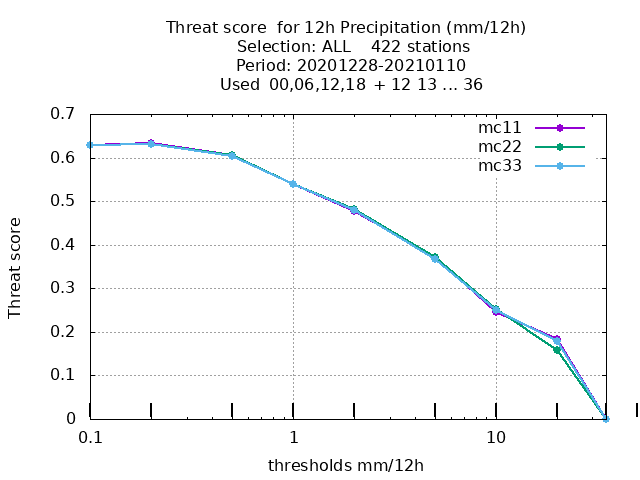 Threat score  for 12h Precipitation (mm/12h)
Selection: ALL    422 stations
Period: 20201228-20210110
Used  00,06,12,18  + 12 13 ... 36
0.7
0.6
0.5
0.4
0.3
0.2
0.1
0
Threat score
mc11
mc22
mc33
0.1
1
10
thresholds mm/12h